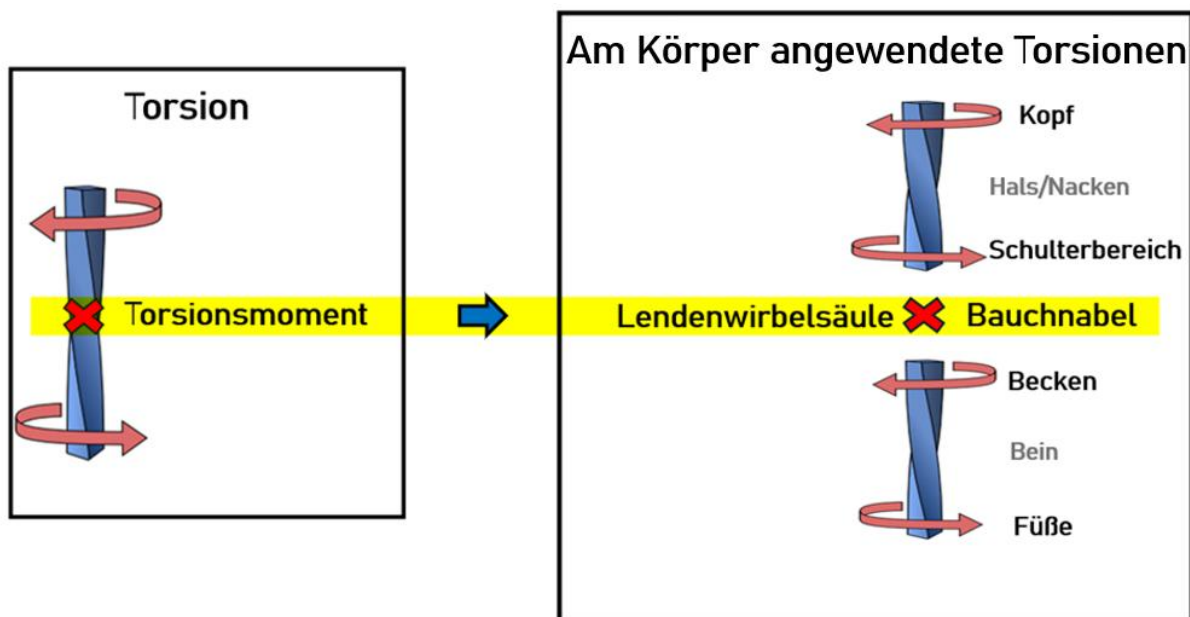 Torsion
Torsionsmoment
Am Körper angewendete Torsionen
Kopf
Hals/Nacken
Schulterbereich
Lendenwirbelsäule Bauchnabel
Becken
Bein
Füße